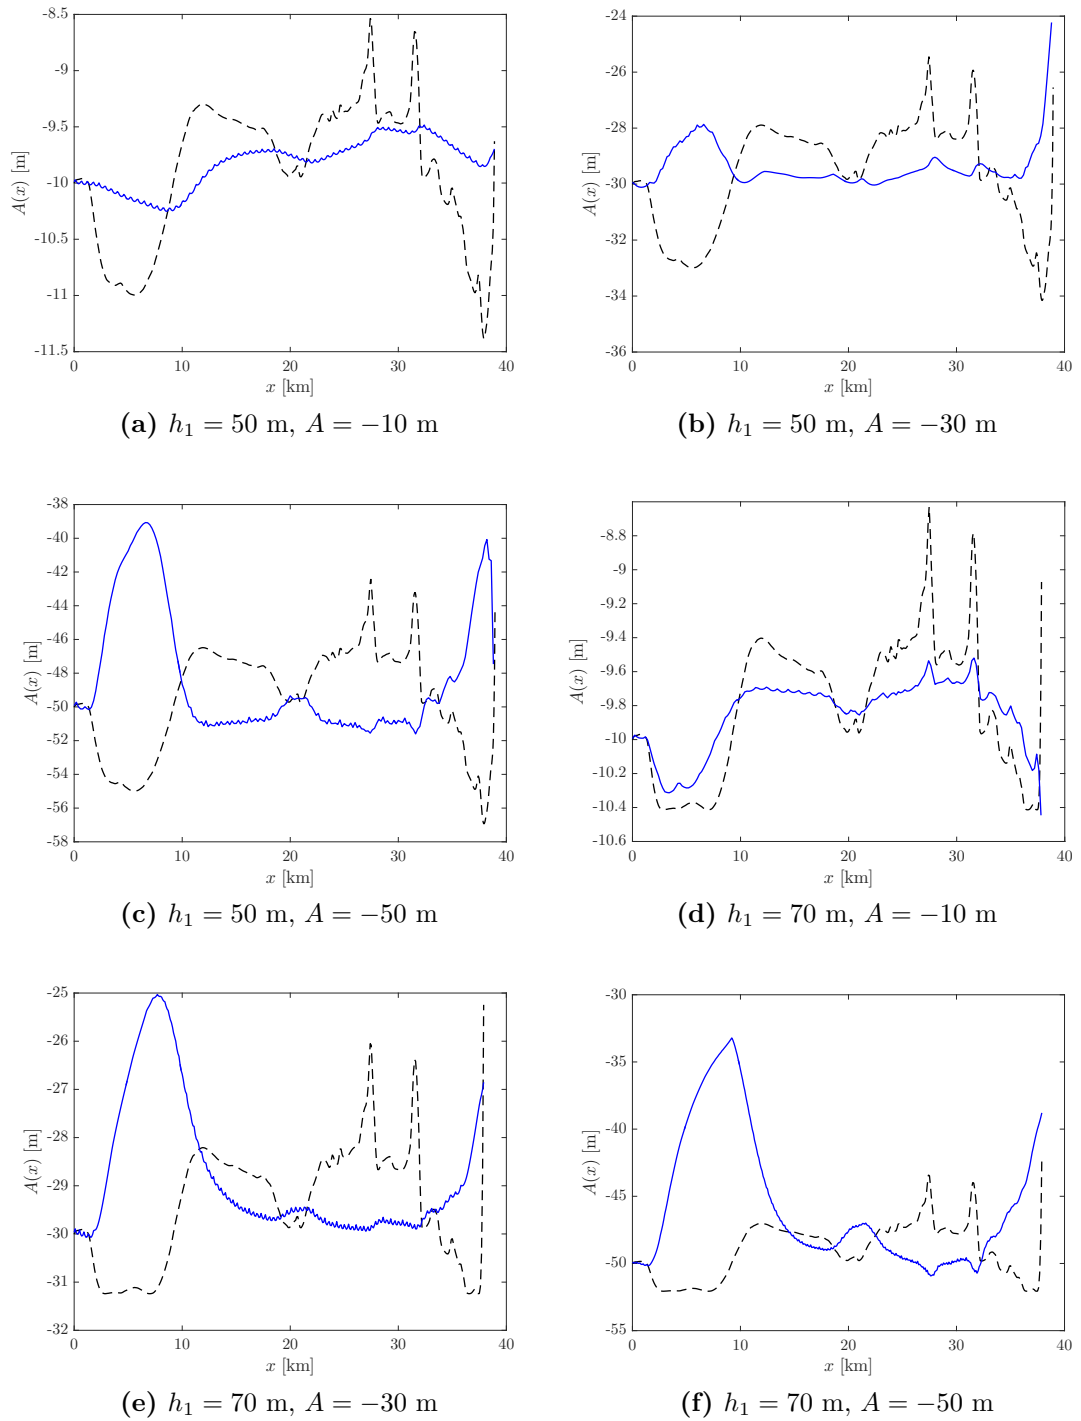 -8.5
-9
-9.5
-10
-10.5
-11
-11.5
A(x) [m]
0 10 20 30 40
x [km]
(a) h₁ = 50 m, A = −10 m
-24
-26
-28
-30
-32
-34
-36
A(x) [m]
0 10 20 30 40
x [km]
(b) h₁ = 50 m, A = −30 m
-38
-40
-42
-44
-46
-48
-50
-52
-54
-56
-58
A(x) [m]
0 10 20 30 40
x [km]
(c) h₁ = 50 m, A = −50 m
-8.8
-9
-9.2
-9.4
-9.6
-9.8
-10
-10.2
-10.4
-10.6
A(x) [m]
0 10 20 30 40
x [km]
(d) h₁ = 70 m, A = −10 m
-25
-26
-27
-28
-29
-30
-31
-32
A(x) [m]
0 10 20 30 40
x [km]
(e) h₁ = 70 m, A = −30 m
-30
-35
-40
-45
-50
-55
A(x) [m]
0 10 20 30 40
x [km]
(f) h₁ = 70 m, A = −50 m